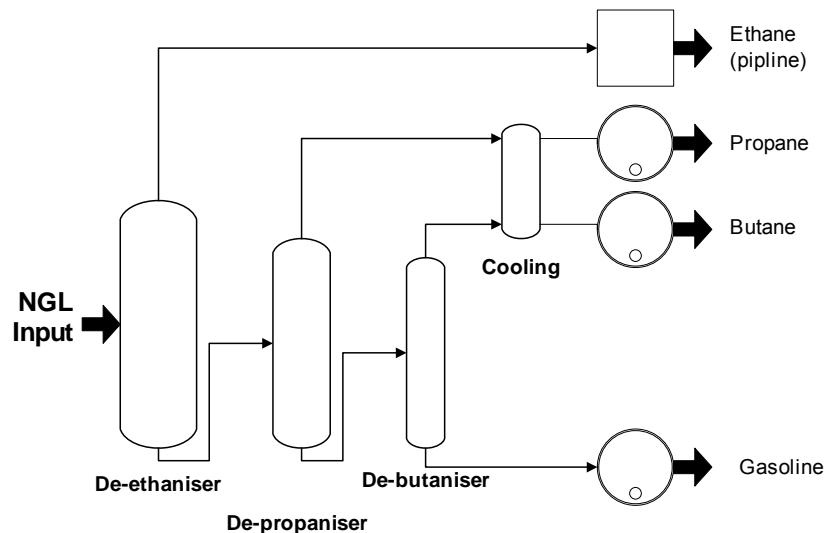 Ethane
(pipline)
Propane
Butane
Cooling
NGL
Input
Gasoline
De-ethaniser
De-butaniser
De-propaniser